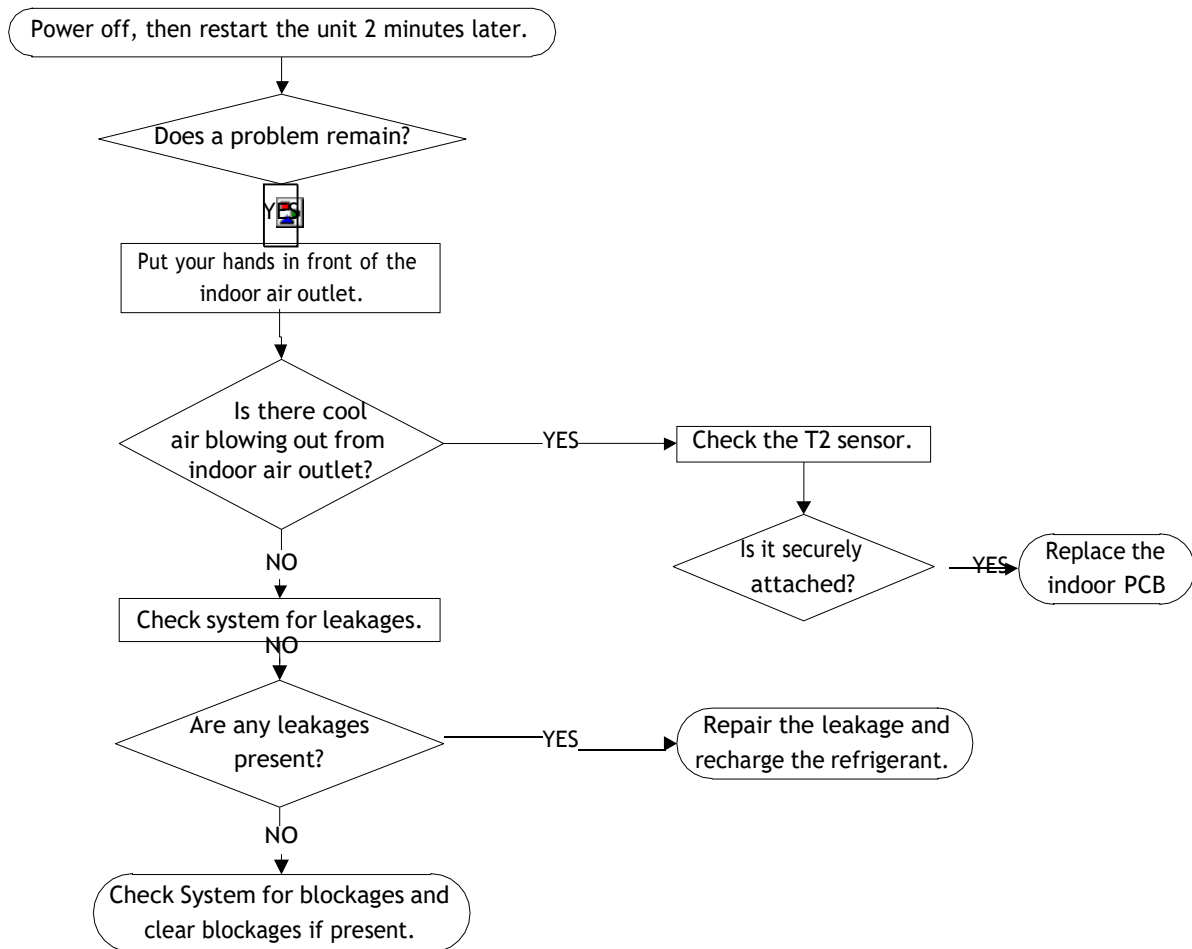 Power off, then restart the unit 2 minutes later.
Does a problem remain?
YES
Put your hands in front of the
indoor air outlet.
Is there cool
air blowing out from
indoor air outlet?
YES
Check the T2 sensor.
Is it securely
attached?
YES
Replace the
indoor PCB
NO
Check system for leakages.
NO
Are any leakages
present?
YES
Repair the leakage and
recharge the refrigerant.
NO
Check System for blockages and
clear blockages if present.